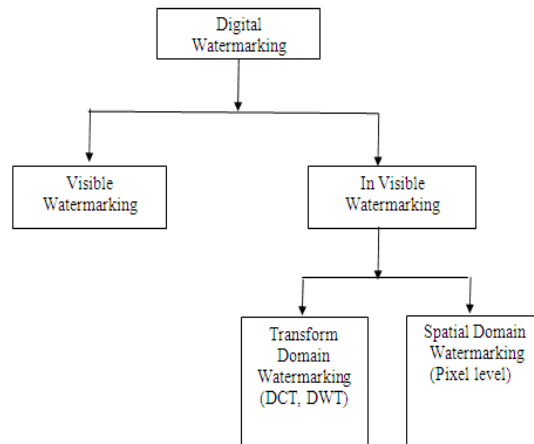 Digital
Watermarking
Visible
Watermarking
In Visible
Watermarking
Transform
Domain
Watermarking
(DCT, DWT)
Spatial Domain
Watermarking
(Pixel level)